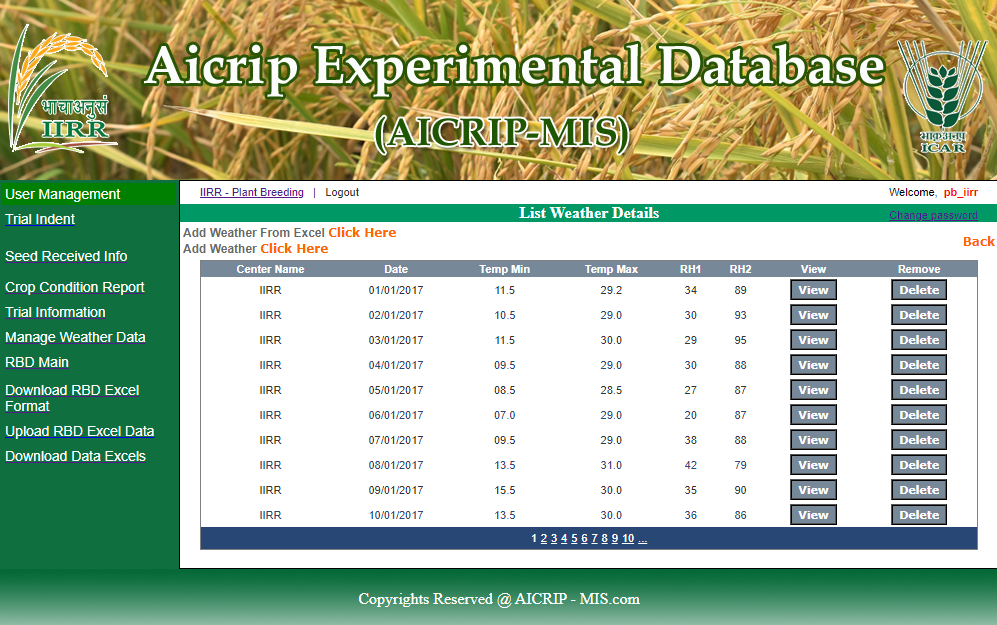 Aicrip Experimental Database
(AICRIP-MIS)
IIRR
ICAR
User Management
Trial Indent
Seed Received Info
Crop Condition Report
Trial Information
Manage Weather Data
RBD Main
Download RBD Excel
Format
Upload RBD Excel Data
Download Data Excels
IIRR - Plant Breeding | Logout Welcome, pb_iirr
List Weather Details Change password
Add Weather From Excel Click Here
Add Weather Click Here
Back
Center Name Date Temp Min Temp Max RH1 RH2 View Remove
IIRR 01/01/2017 11.5 29.2 34 89 View Delete
IIRR 02/01/2017 10.5 29.0 30 93 View Delete
IIRR 03/01/2017 11.5 30.0 29 95 View Delete
IIRR 04/01/2017 09.5 29.0 30 88 View Delete
IIRR 05/01/2017 08.5 28.5 27 87 View Delete
IIRR 06/01/2017 07.0 29.0 20 87 View Delete
IIRR 07/01/2017 09.5 29.0 38 88 View Delete
IIRR 08/01/2017 13.5 31.0 42 79 View Delete
IIRR 09/01/2017 15.5 30.0 35 90 View Delete
IIRR 10/01/2017 13.5 30.0 36 86 View Delete
1 2 3 4 5 6 7 8 9 10 ...
Copyrights Reserved @ AICRIP - MIS.com